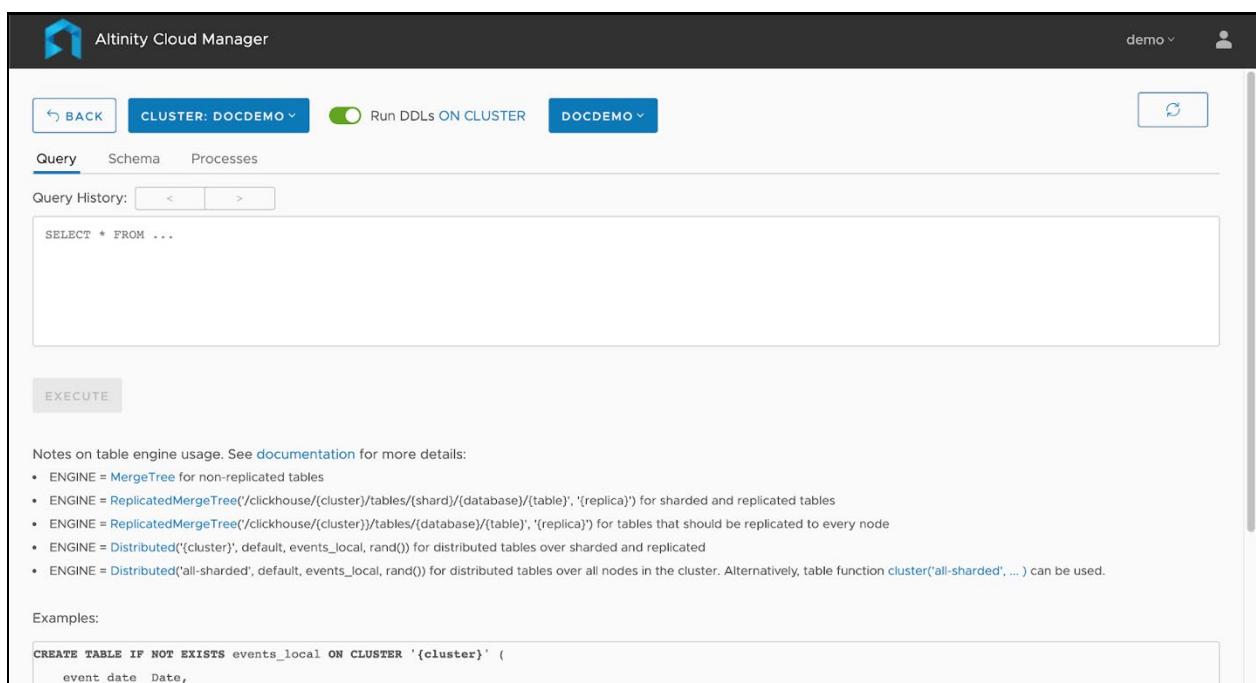 Altinity Cloud Manager
demo
BACK
CLUSTER: DOCDEMO
Run DDLs ON CLUSTER
DOCDEMO
Query Schema Processes
Query History: < >
SELECT * FROM ...
EXECUTE
Notes on table engine usage. See documentation for more details:
• ENGINE = MergeTree for non-replicated tables
• ENGINE = ReplicatedMergeTree('/clickhouse/{cluster}/tables/{shard}/{database}/{table}', '{replica}') for sharded and replicated tables
• ENGINE = ReplicatedMergeTree('/clickhouse/{cluster}}/tables/{database}/{table}', '{replica}') for tables that should be replicated to every node
• ENGINE = Distributed('{cluster}', default, events_local, rand()) for distributed tables over sharded and replicated
• ENGINE = Distributed('all-sharded', default, events_local, rand()) for distributed tables over all nodes in the cluster. Alternatively, table function cluster('all-sharded', ... ) can be used.
Examples:
CREATE TABLE IF NOT EXISTS events_local ON CLUSTER '{cluster}' (
event_date Date,